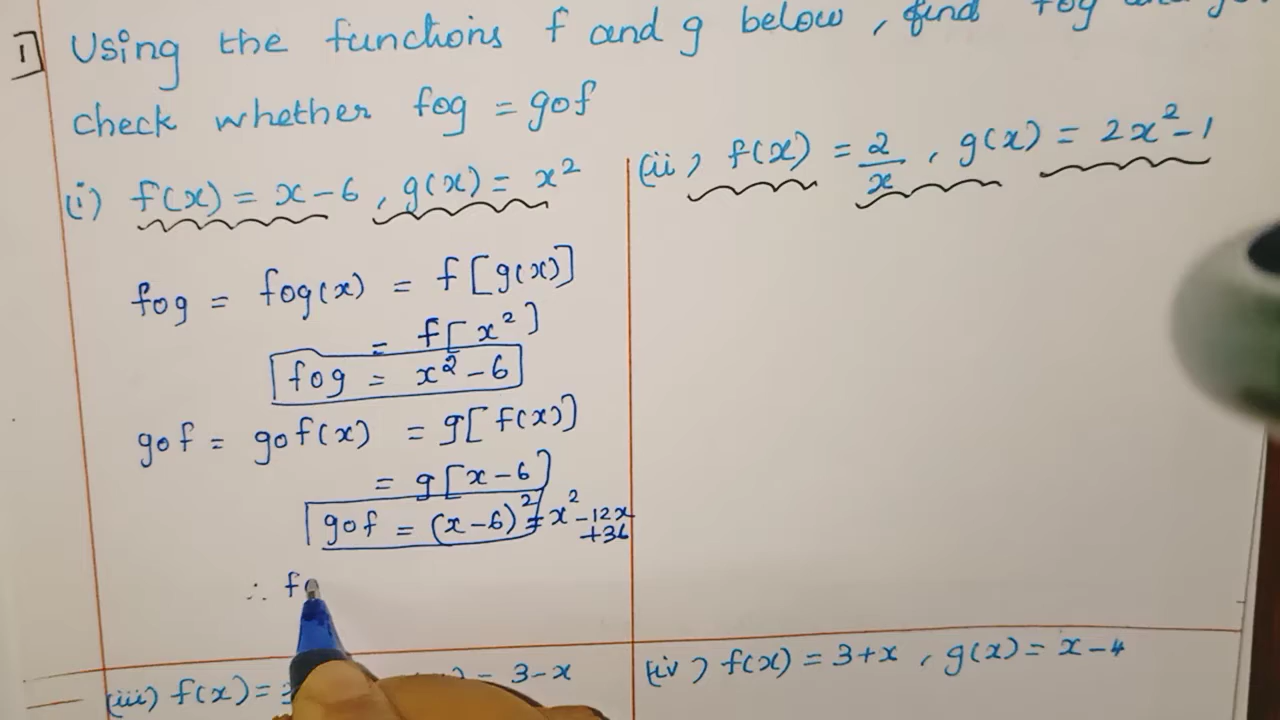 1] Using the functions f and g below, find fog
check whether fog = gof
(i) f(x) = x-6, g(x) = x²
fog = fog(x) = f[g(x)]
= f[x²]
fog = x²-6
gof = gof(x) = g[f(x)]
= g[x-6]
gof = (x-6)² = x² -12x
+36
∴ fo
(ii) f(x) = 2/x, g(x) = 2x²-1
(iii) f(x) = 3-x
(iv) f(x) = 3+x, g(x) = x-4